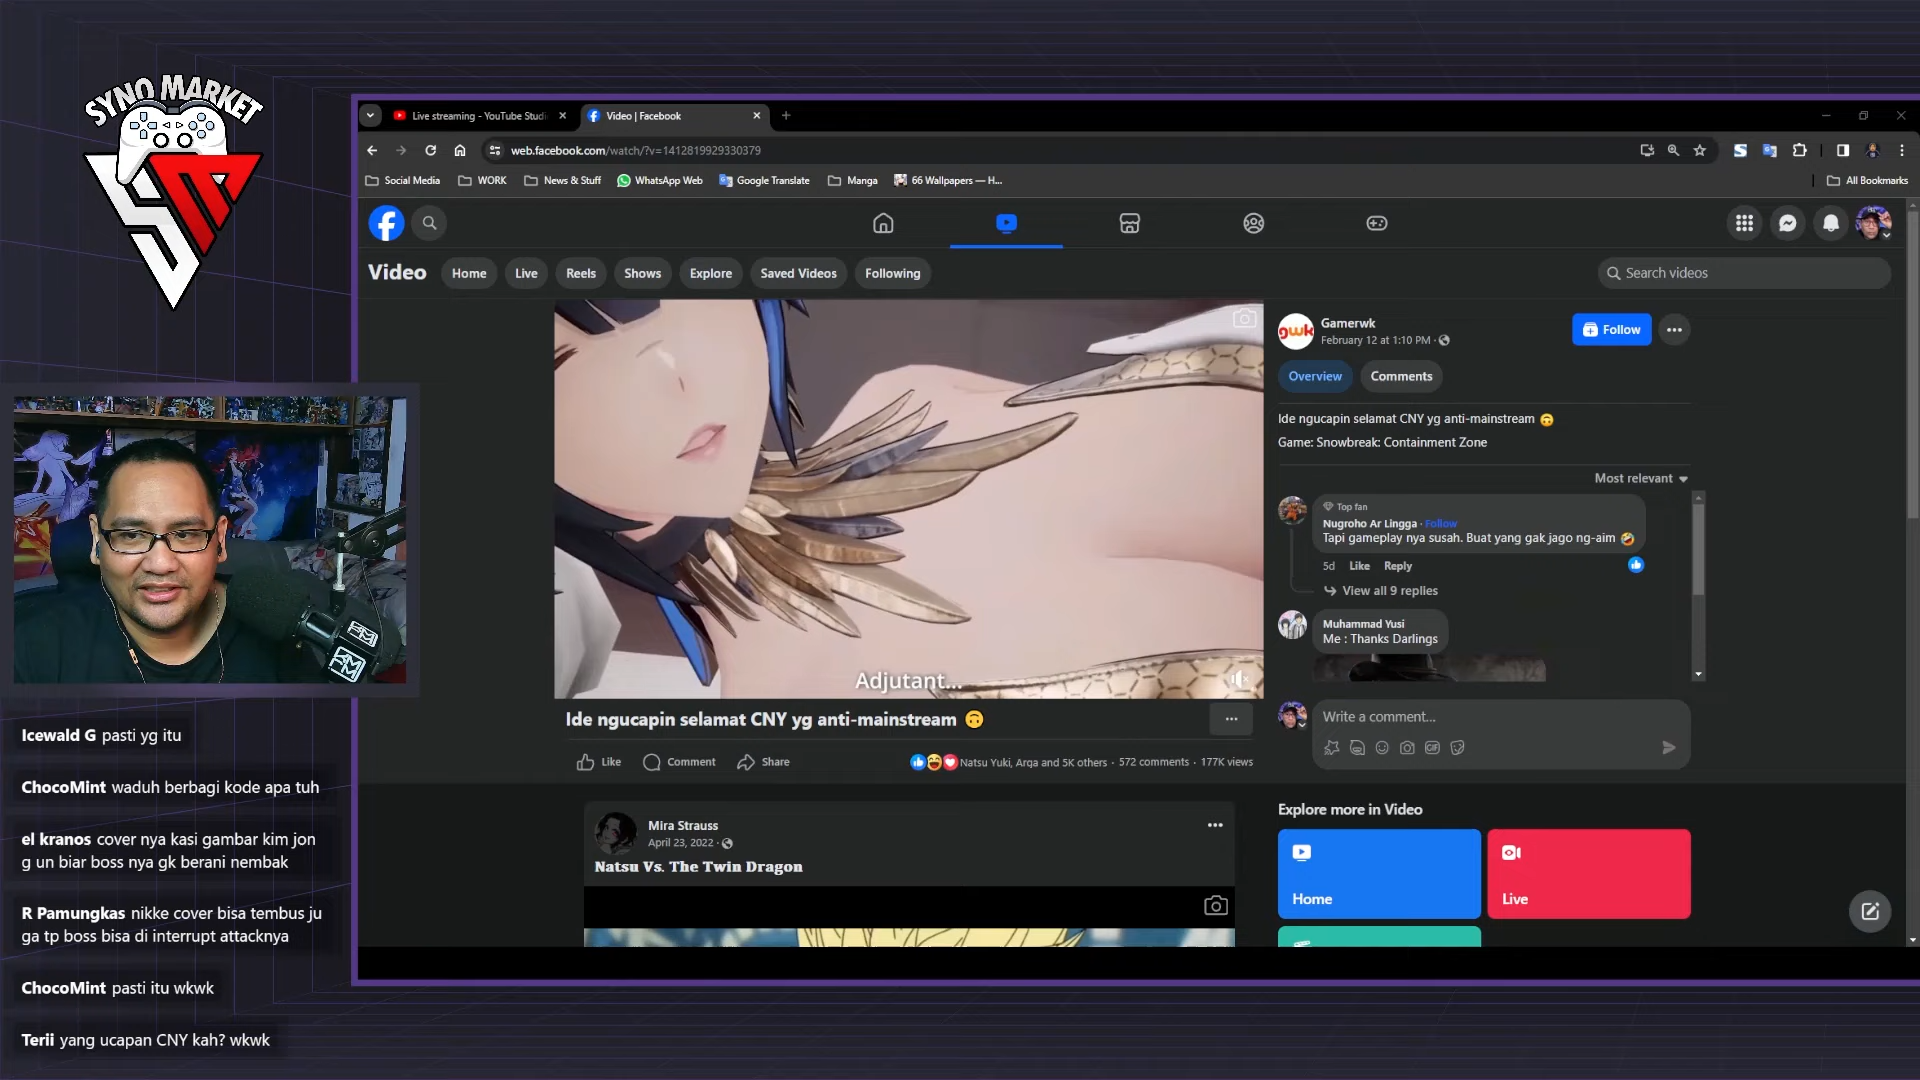 SYNO MARKET
Live streaming - YouTube Studi
Video | Facebook
web.facebook.com/watch/?v=1412819929330379
Social Media
WORK
News & Stuff
WhatsApp Web
Google Translate
Manga
66 Wallpapers — H...
All Bookmarks
Video
Home
Live
Reels
Shows
Explore
Saved Videos
Following
Search videos
Adjutant...
Ide ngucapin selamat CNY yg anti-mainstream 🙃
Like
Comment
Share
Natsu Yuki, Arqa and 5K others · 572 comments · 177K views
gwk
Gamerwk
February 12 at 1:10 PM ·
Follow
Overview
Comments
Ide ngucapin selamat CNY yg anti-mainstream 🙃
Game: Snowbreak: Containment Zone
Most relevant
Top fan
Nugroho Ar Lingga · Follow
Tapi gameplay nya susah. Buat yang gak jago ng-aim 🤣
5d Like Reply
View all 9 replies
Muhammad Yusi
Me : Thanks Darlings
Write a comment...
GIF
Mira Strauss
April 23, 2022 ·
Natsu Vs. The Twin Dragon
Explore more in Video
Home
Live
Icewald G pasti yg itu
ChocoMint waduh berbagi kode apa tuh
el kranos cover nya kasi gambar kim jon
g un biar boss nya gk berani nembak
R Pamungkas nikke cover bisa tembus ju
ga tp boss bisa di interrupt attacknya
ChocoMint pasti itu wkwk
Terii yang ucapan CNY kah? wkwk